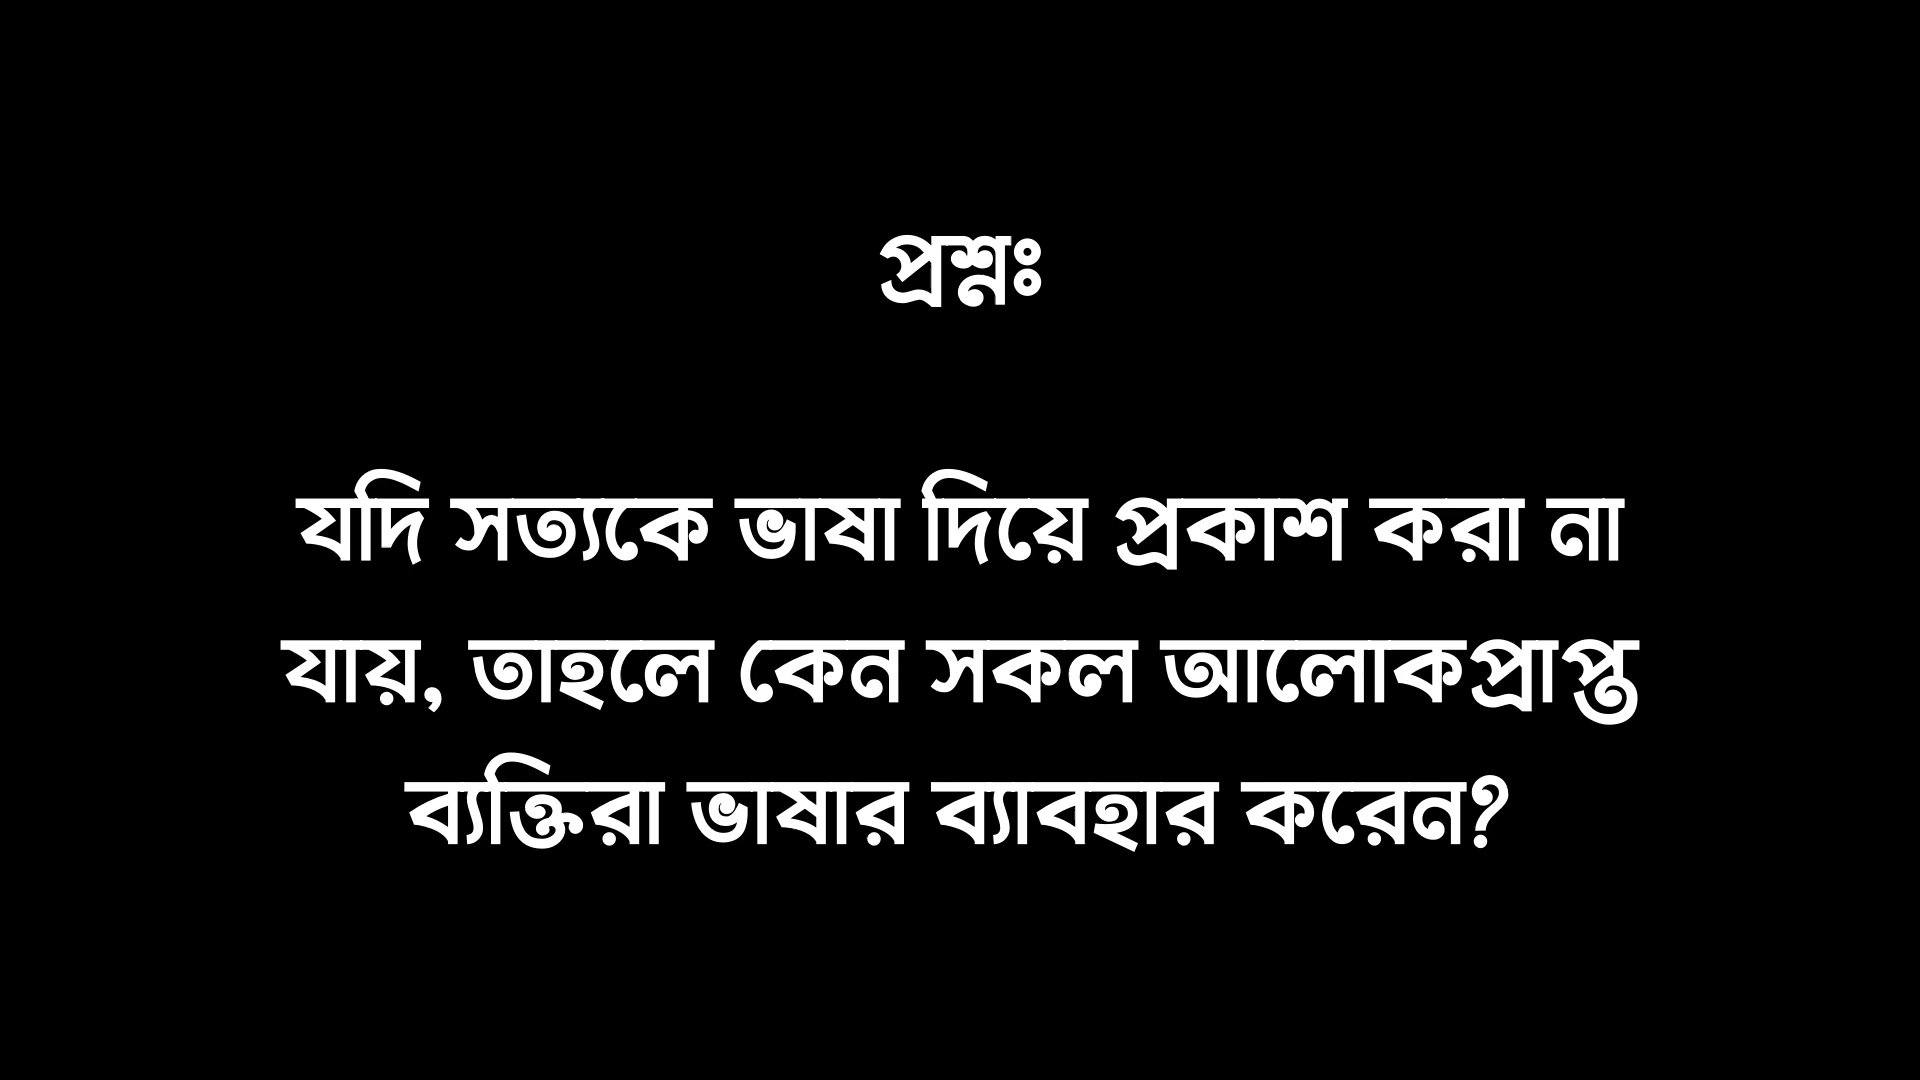 প্রশ্নঃ
যদি সত্যকে ভাষা দিয়ে প্রকাশ করা না
যায়, তাহলে কেন সকল আলোকপ্রাপ্ত
ব্যক্তিরা ভাষার ব্যাবহার করেন?